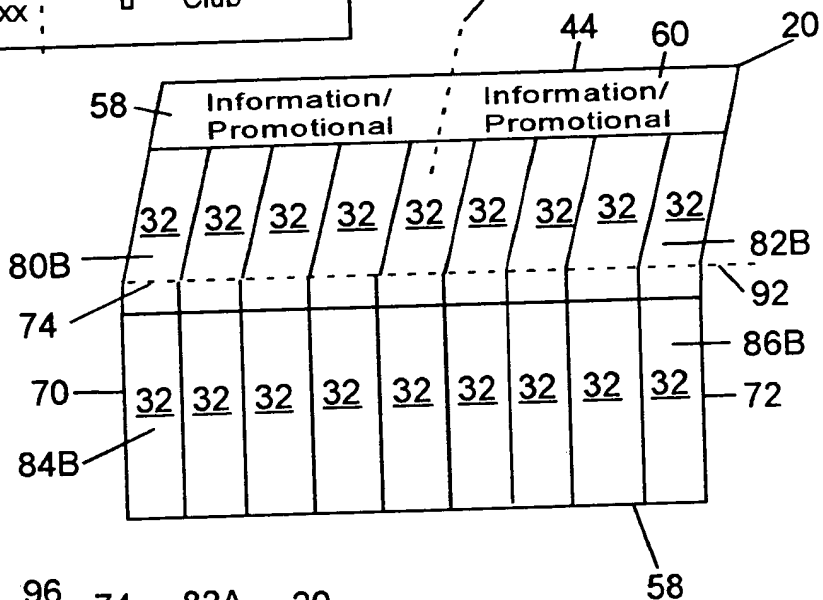 xx
Club
44
60
20
58
Information/
Promotional
Information/
Promotional
32 32 32 32 32 32 32 32 32
80B
82B
74
92
86B
70
32 32 32 32 32 32 32 32 32
72
84B
58
96 74 82A 20